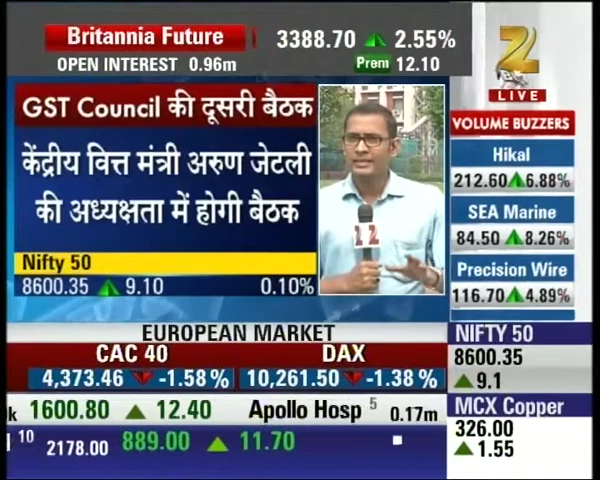 Britannia Future
3388.70 2.55%
OPEN INTEREST 0.96m
Prem 12.10
Z
LIVE
GST Council की दूसरी बैठक
केंद्रीय वित्त मंत्री अरुण जेटली
की अध्यक्षता में होगी बैठक
Nifty 50
8600.35 9.10 0.10%
VOLUME BUZZERS
Hikal
212.60 6.88%
SEA Marine
84.50 8.26%
Precision Wire
116.70 4.89%
EUROPEAN MARKET
CAC 40
4,373.46 -1.58%
DAX
10,261.50 -1.38%
NIFTY 50
8600.35
9.1
MCX Copper
326.00
1.55
k 1600.80 12.40 Apollo Hosp 5 0.17m
10 2178.00 889.00 11.70